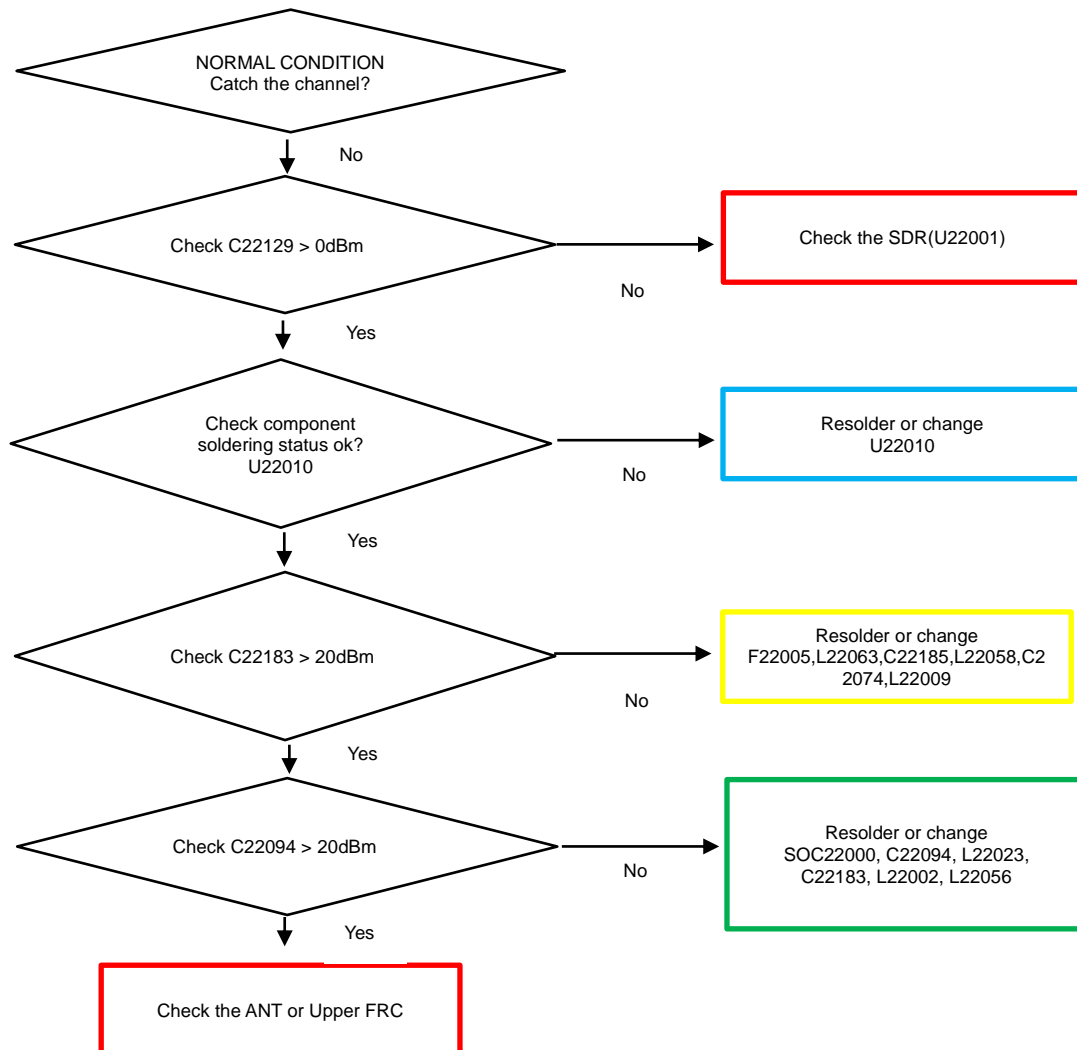 NORMAL CONDITION
Catch the channel?
No
Check C22129 > 0dBm
No
Check the SDR(U22001)
Yes
Check component
soldering status ok?
U22010
No
Resolder or change
U22010
Yes
Check C22183 > 20dBm
No
Resolder or change
F22005,L22063,C22185,L22058,C2
2074,L22009
Yes
Check C22094 > 20dBm
No
Resolder or change
SOC22000, C22094, L22023,
C22183, L22002, L22056
Yes
Check the ANT or Upper FRC